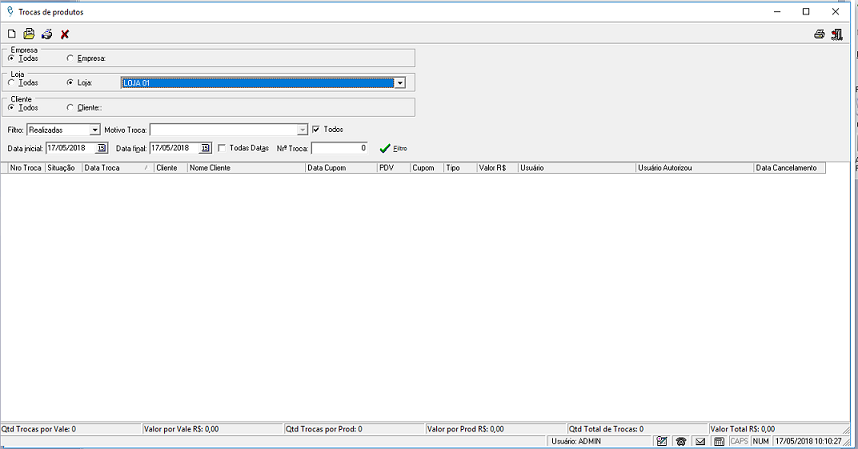 Trocas de produtos
Empresa
Todas Empresa:
Loja
Todas Loja: LOJA 01
Cliente
Todos Cliente::
Filtro: Realizadas Motivo Troca: Todos
Data inicial: 17/05/2018 15 Data final: 17/05/2018 15 Todas Datas Nrº Troca: 0 Filtro
Nro Troca Situação Data Troca Cliente Nome Cliente Data Cupom PDV Cupom Tipo Valor R$ Usuário Usuário Autorizou Data Cancelamento
Qtd Trocas por Vale: 0 Valor por Vale R$: 0,00 Qtd Trocas por Prod: 0 Valor por Prod R$: 0,00 Qtd Total de Trocas: 0 Valor Total R$: 0,00
Usuário: ADMIN CAPS NUM 17/05/2018 10:10:27